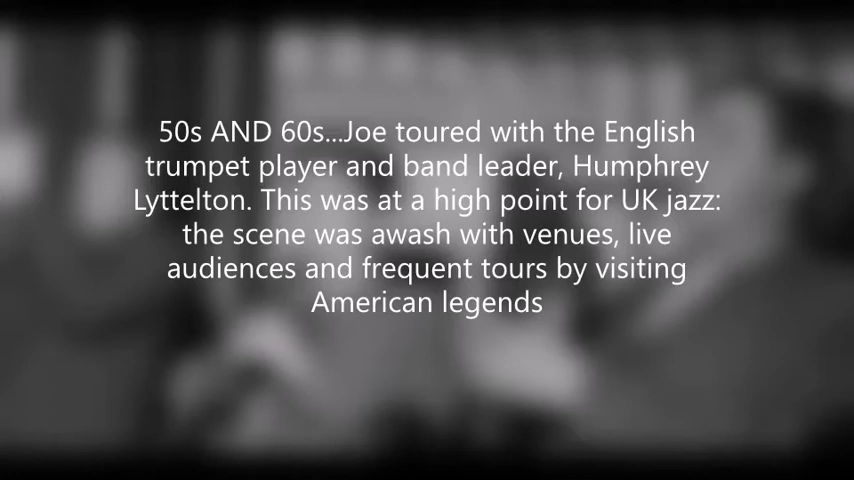 50s AND 60s...Joe toured with the English
trumpet player and band leader, Humphrey
Lyttelton. This was at a high point for UK jazz:
the scene was awash with venues, live
audiences and frequent tours by visiting
American legends